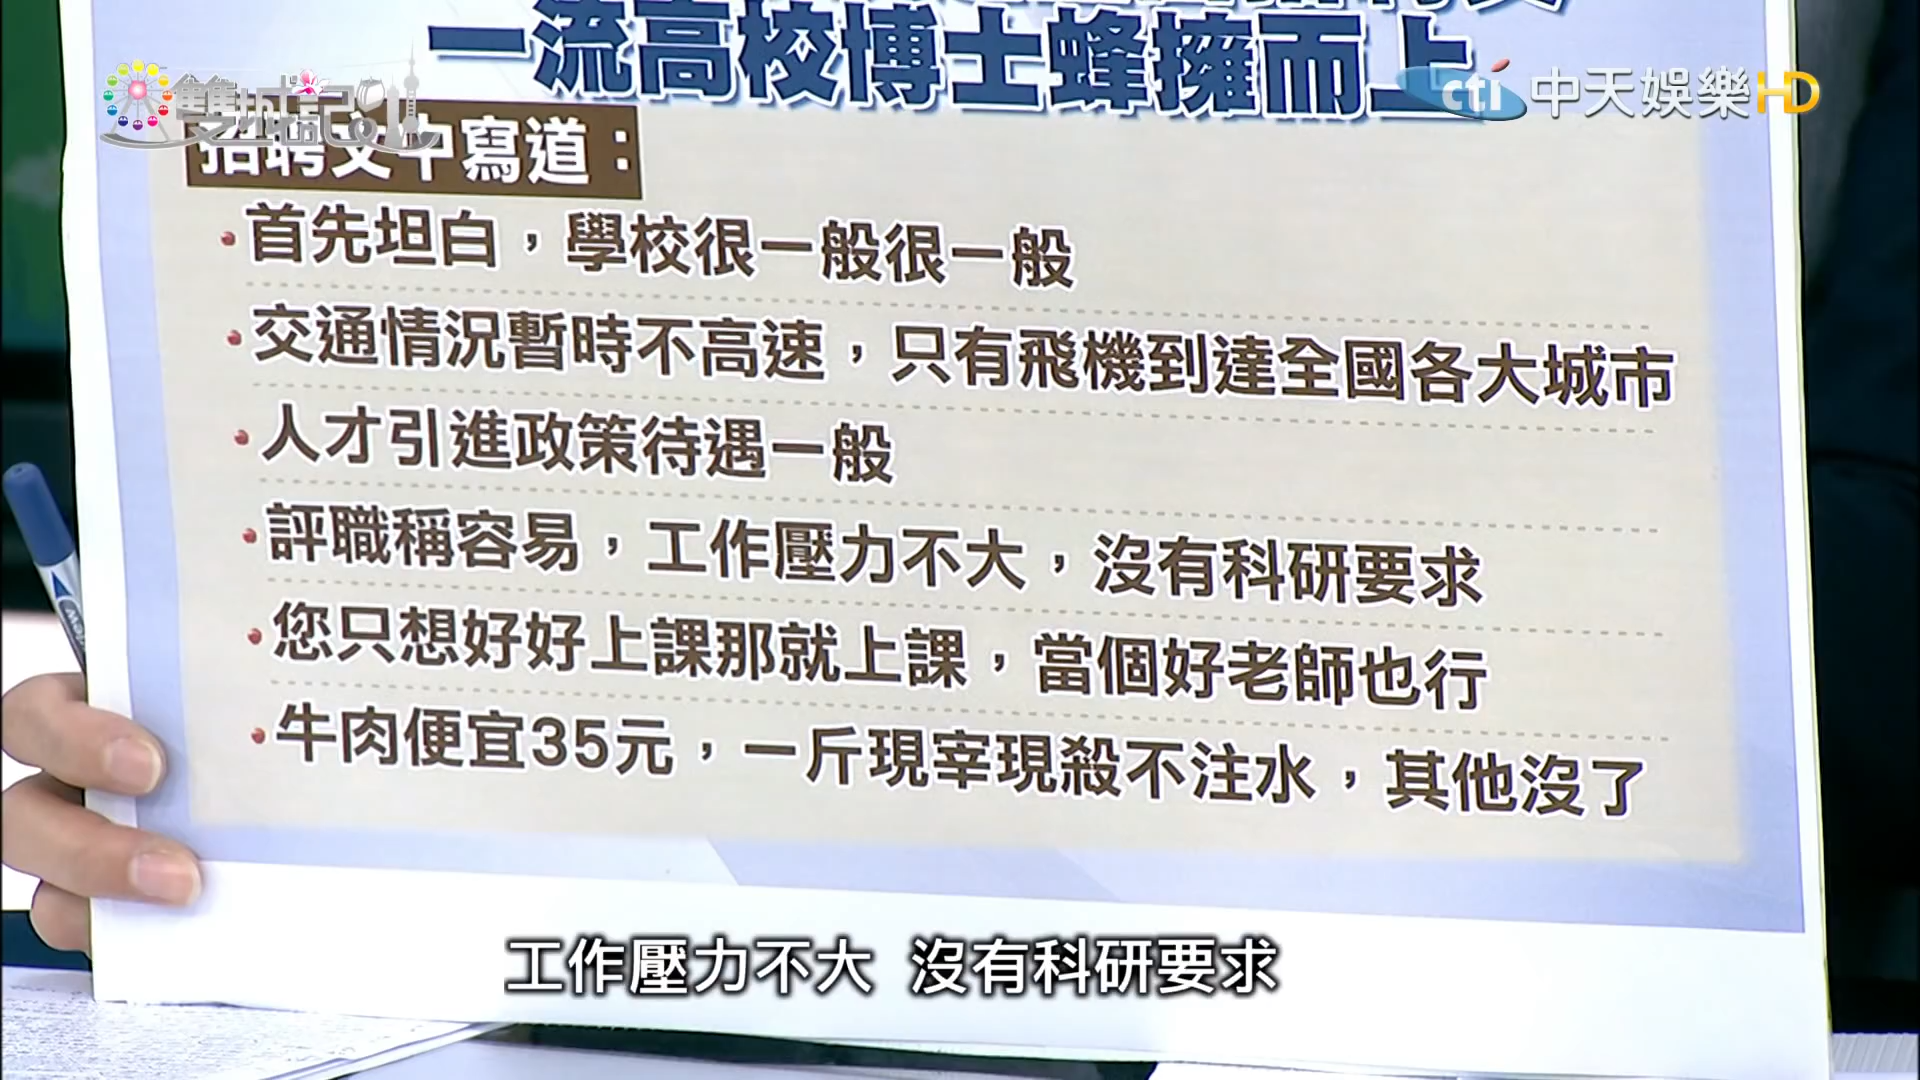 一流高校博士蜂擁而上
雙城記
cti 中天娛樂HD
招聘文中寫道：
首先坦白，學校很一般很一般
交通情況暫時不高速，只有飛機到達全國各大城市
人才引進政策待遇一般
評職稱容易，工作壓力不大，沒有科研要求
您只想好好上課那就上課，當個好老師也行
牛肉便宜35元，一斤現宰現殺不注水，其他沒了
工作壓力不大 沒有科研要求